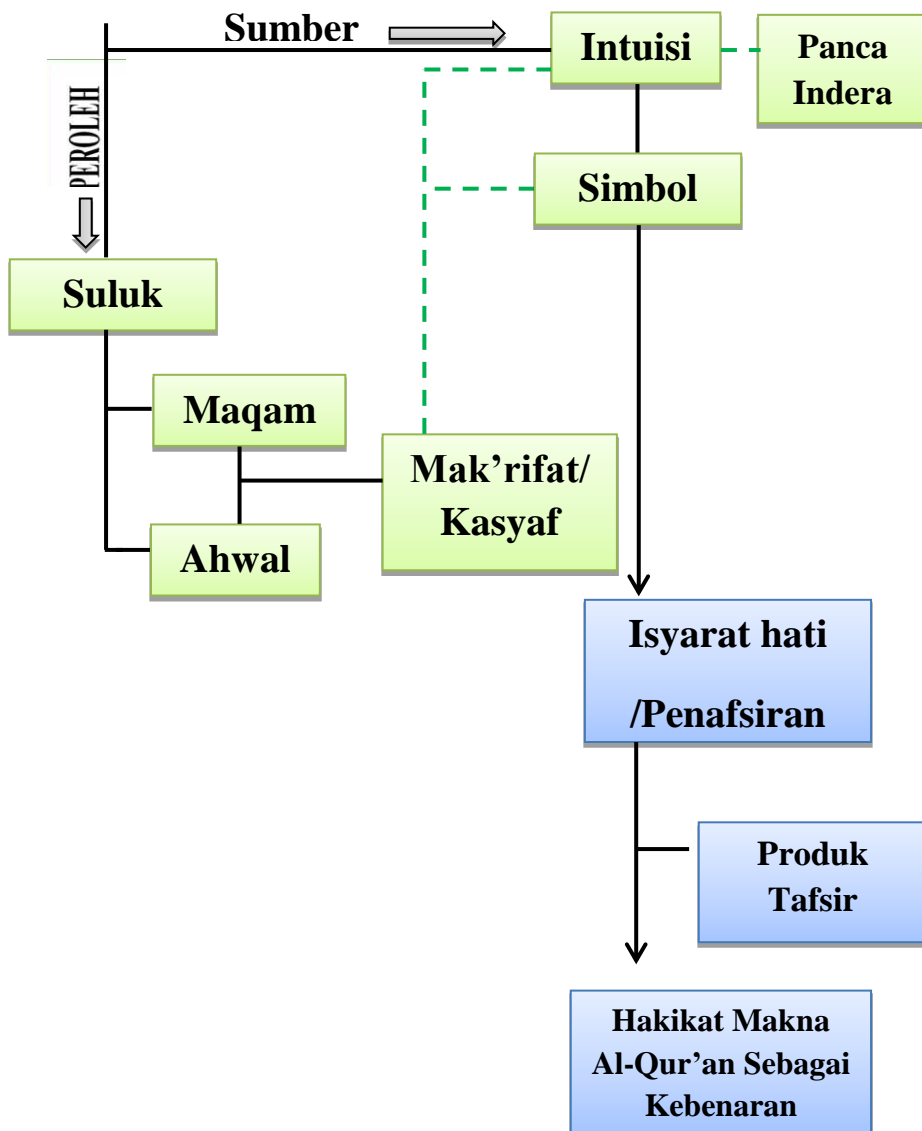 Sumber
Intuisi
Panca
Indera
PEROLEH
Simbol
Suluk
Maqam
Mak’rifat/
Kasyaf
Ahwal
Isyarat hati
/Penafsiran
Produk
Tafsir
Hakikat Makna
Al-Qur’an Sebagai
Kebenaran